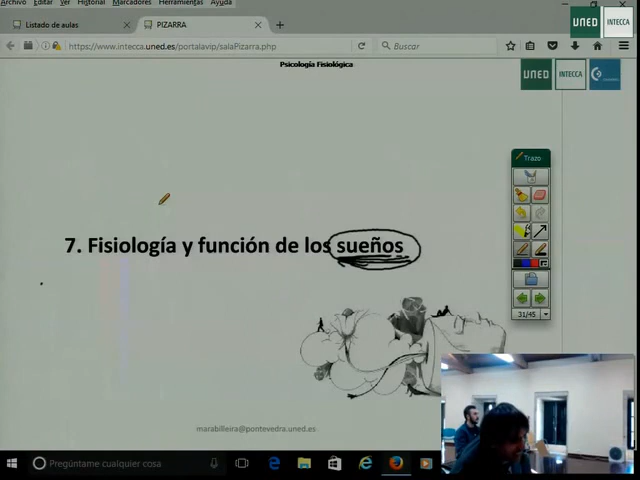 Archivo Editar Ver Historial Marcadores Herramientas Ayuda
Listado de aulas
PIZARRA
https://www.intecca.uned.es/portalavip/salaPizarra.php
Buscar
UNED
INTECCA
Psicología Fisiológica
UNED
INTECCA
Trazo
7. Fisiología y función de los sueños
31/45
marabilleira@pontevedra.uned.es
Pregúntame cualquier cosa